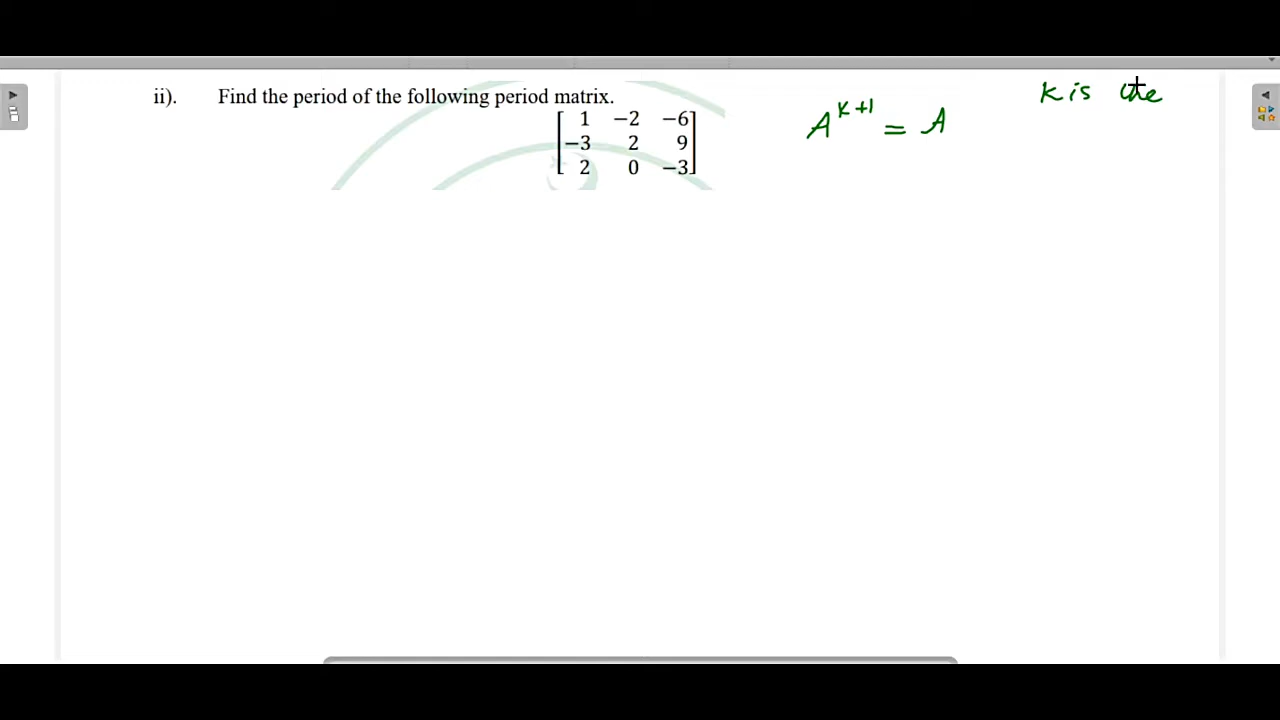 ii). Find the period of the following period matrix.
1 −2 −6
−3 2 9
2 0 −3
A^{k+1} = A
k is the